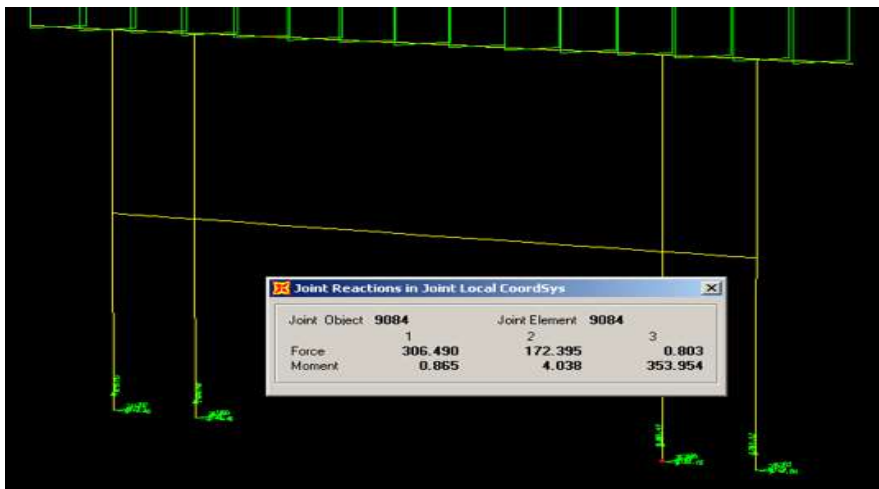 Joint Reactions in Joint Local CoordSys
Joint Object 9084 Joint Element 9084
1 2 3
Force 306.490 172.395 0.803
Moment 0.865 4.038 353.954